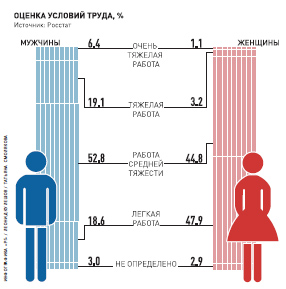 ОЦЕНКА УСЛОВИЙ ТРУДА, %
Источник: Росстат
МУЖЧИНЫ
ЖЕНЩИНЫ
6,4
ОЧЕНЬ
ТЯЖЕЛАЯ
РАБОТА
1,1
19,1
ТЯЖЕЛАЯ
РАБОТА
3,2
52,8
РАБОТА
СРЕДНЕЙ
ТЯЖЕСТИ
44,8
18,6
ЛЕГКАЯ
РАБОТА
47,9
3,0
НЕ ОПРЕДЕЛЕНО
2,9
ИНФОГРАФИКА